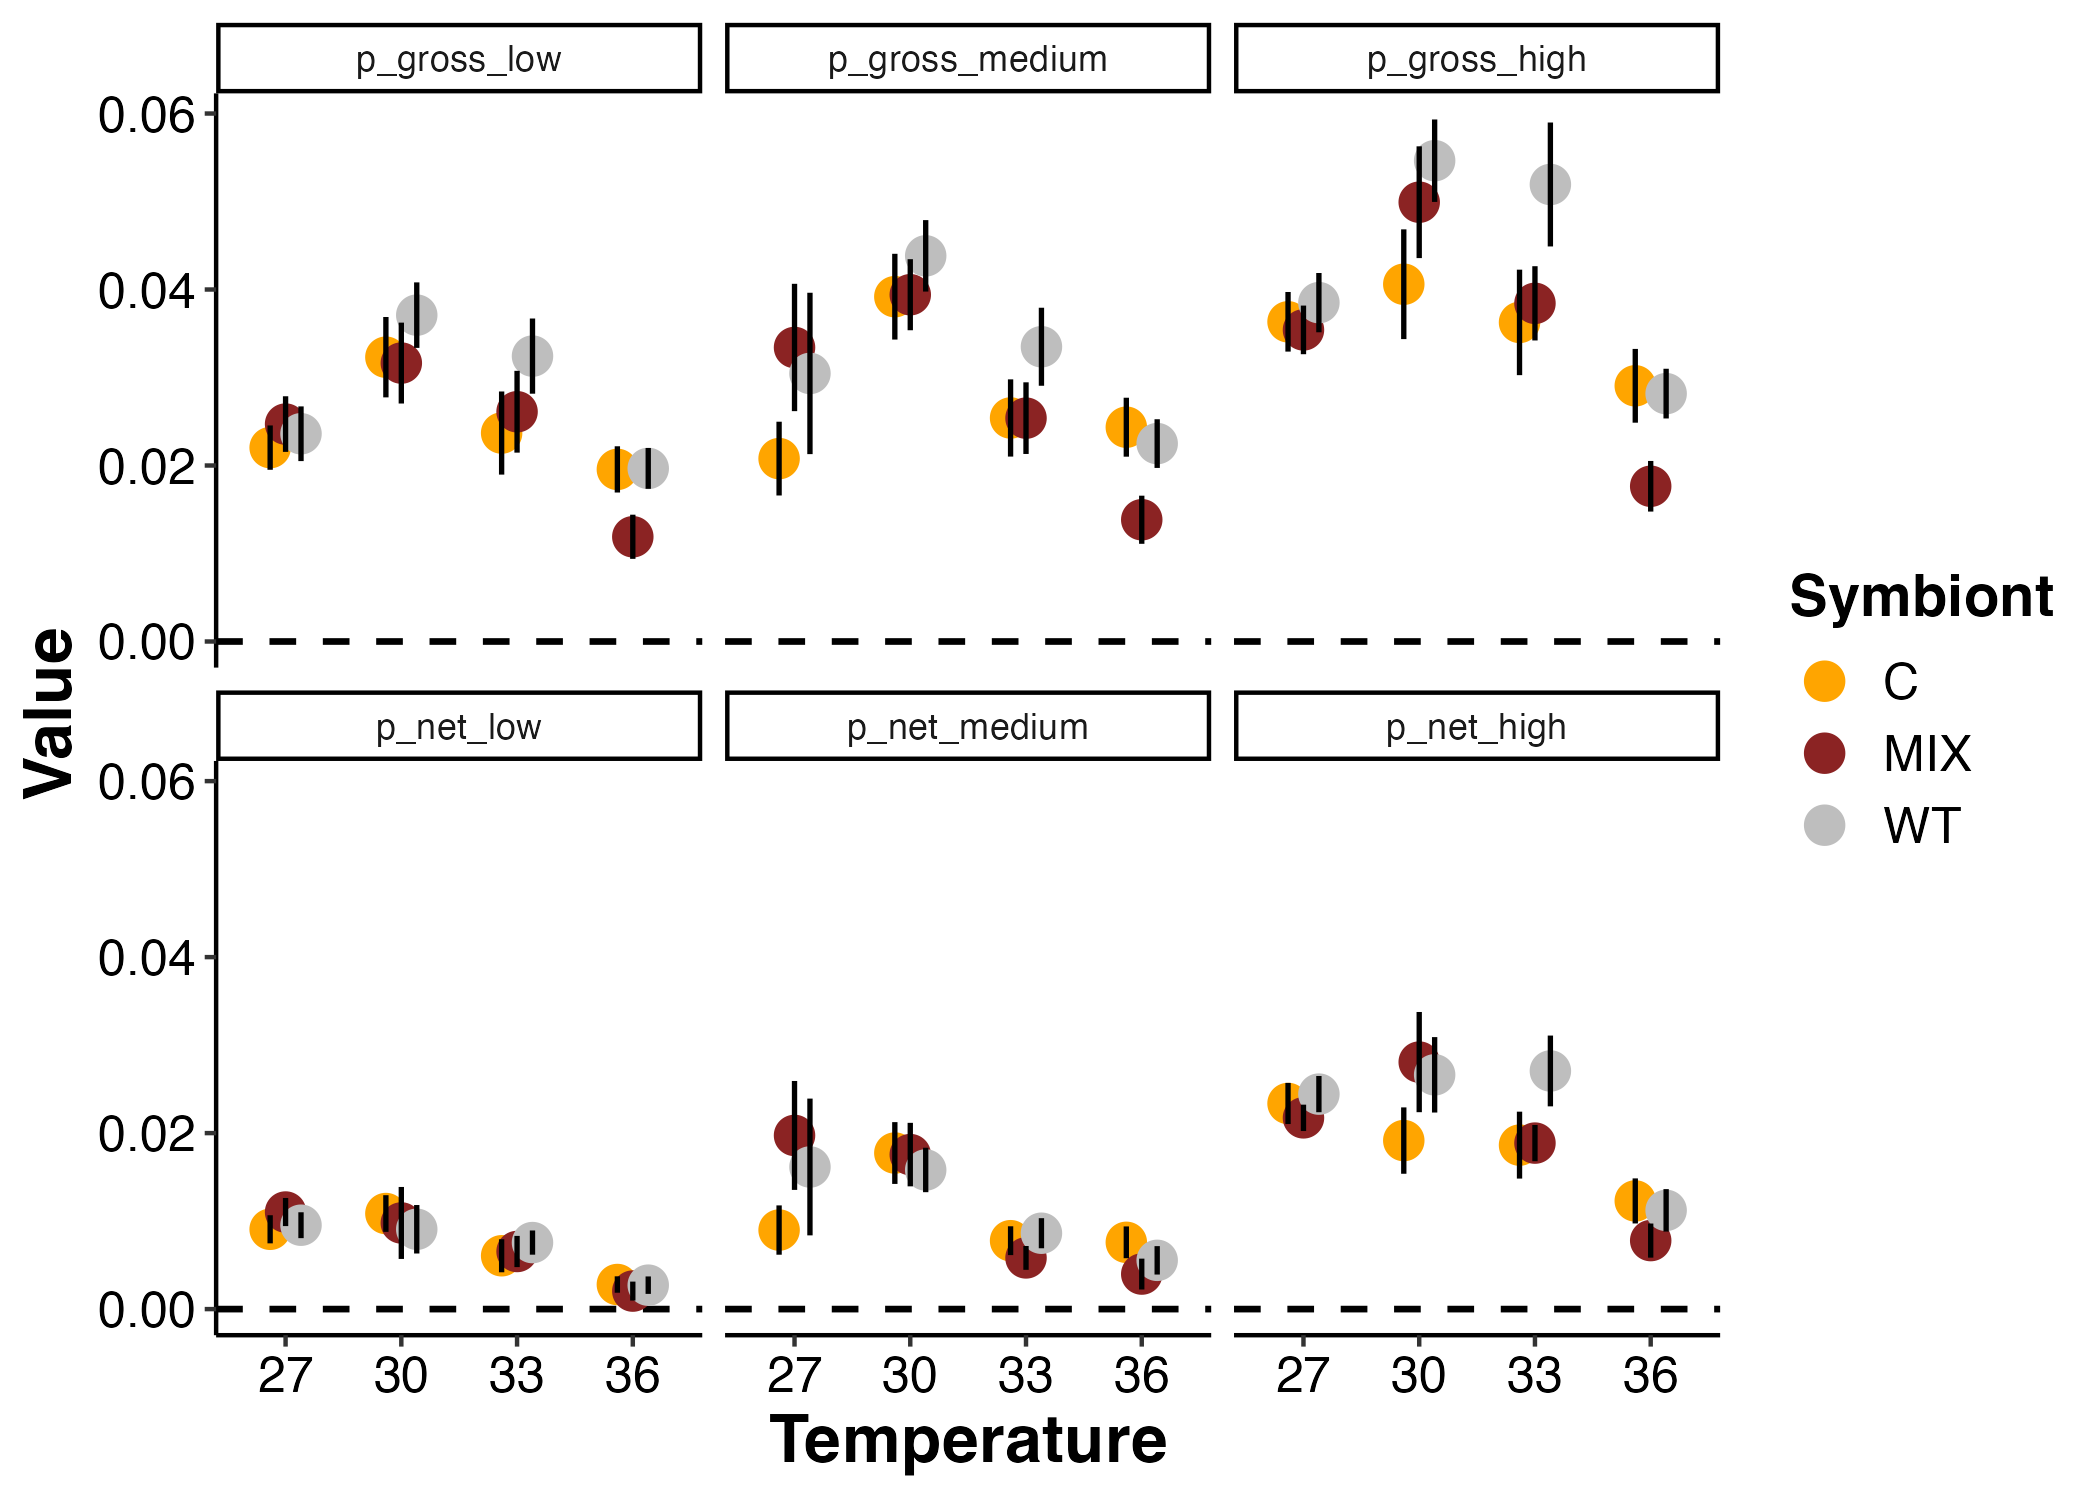 p_gross_low p_gross_medium p_gross_high
0.06
0.04
0.02
0.00
Value
p_net_low p_net_medium p_net_high
0.06
0.04
0.02
0.00
27 30 33 36 27 30 33 36 27 30 33 36
Temperature
Symbiont
C
MIX
WT